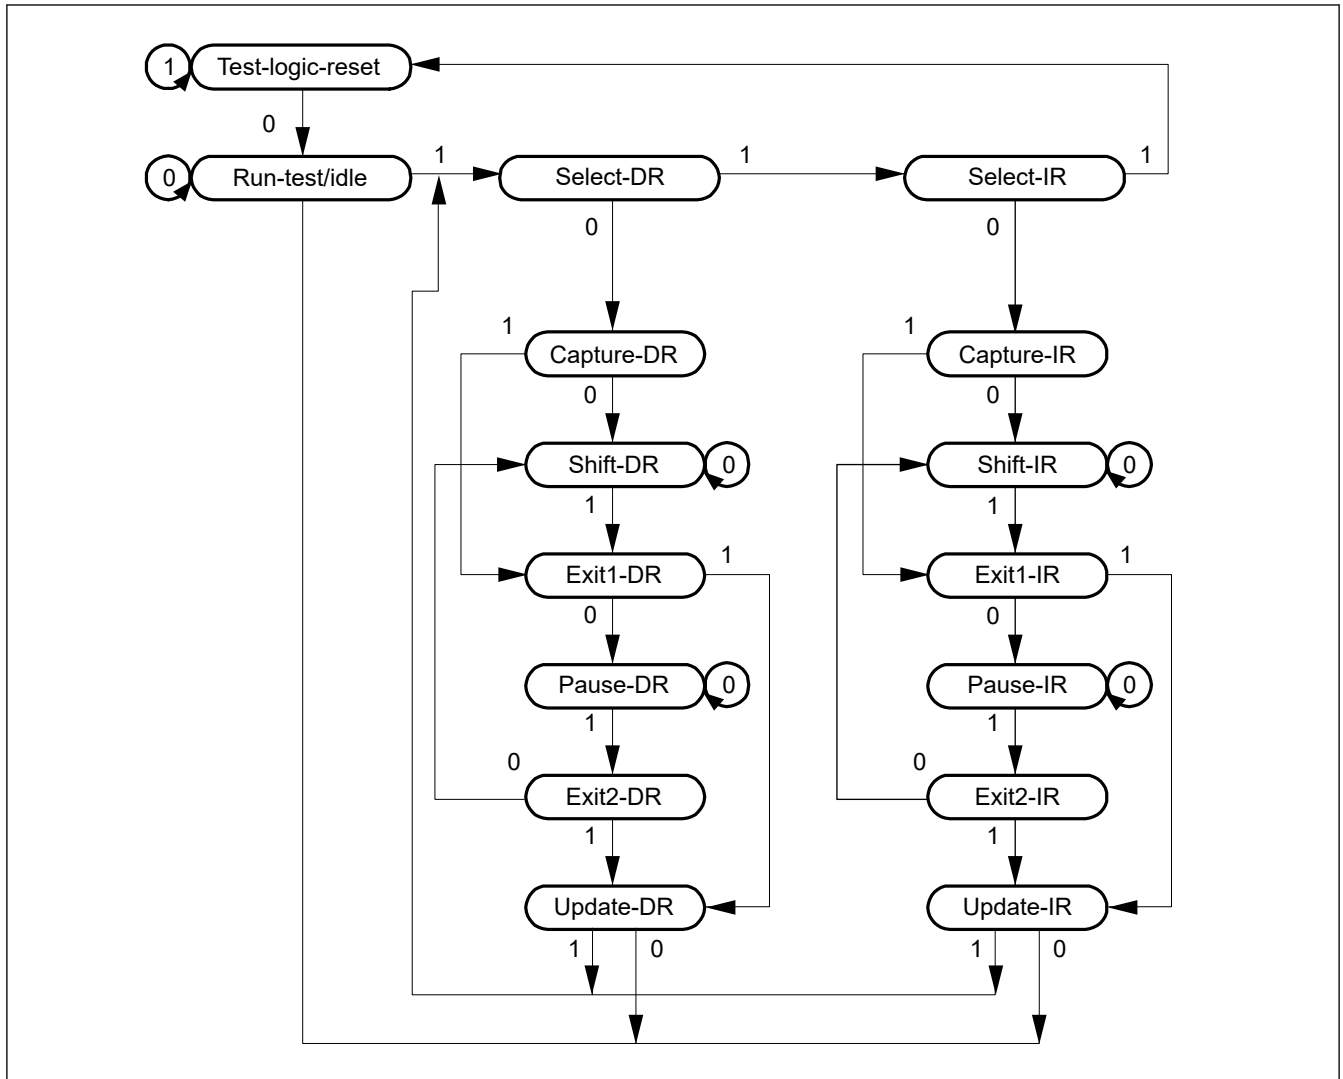 1 Test-logic-reset
0
0 Run-test/idle 1 Select-DR 1 Select-IR 1
0 0
1 1
Capture-DR Capture-IR
0 0
Shift-DR 0 Shift-IR 0
1 1
Exit1-DR 1 Exit1-IR 1
0 0
Pause-DR 0 Pause-IR 0
1 1
0 0
Exit2-DR Exit2-IR
1 1
Update-DR Update-IR
1 0 1 0